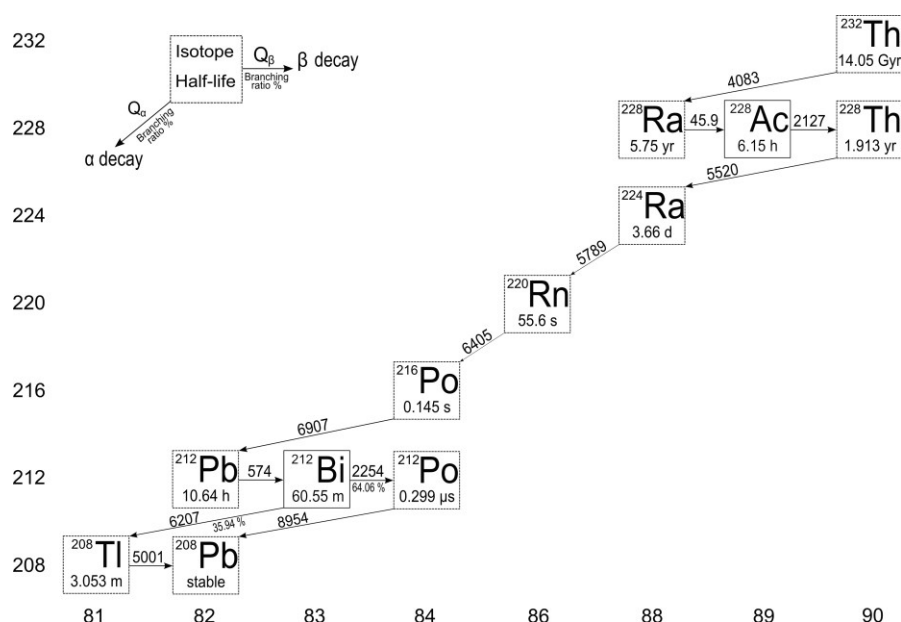 232
Isotope
Half-life
Qβ
Branching
ratio %
β decay
Qα
Branching
ratio %
α decay
232Th
14.05 Gyr
4083
228
228Ra
5.75 yr
45.9
228Ac
6.15 h
2127
228Th
1.913 yr
5520
224
224Ra
3.66 d
5789
220
220Rn
55.6 s
6405
216
216Po
0.145 s
6907
212
212Pb
10.64 h
574
212Bi
60.55 m
2254
64.06 %
212Po
0.299 µs
6207
35.94 %
8954
208
208Tl
3.053 m
5001
208Pb
stable
81 82 83 84 86 88 89 90